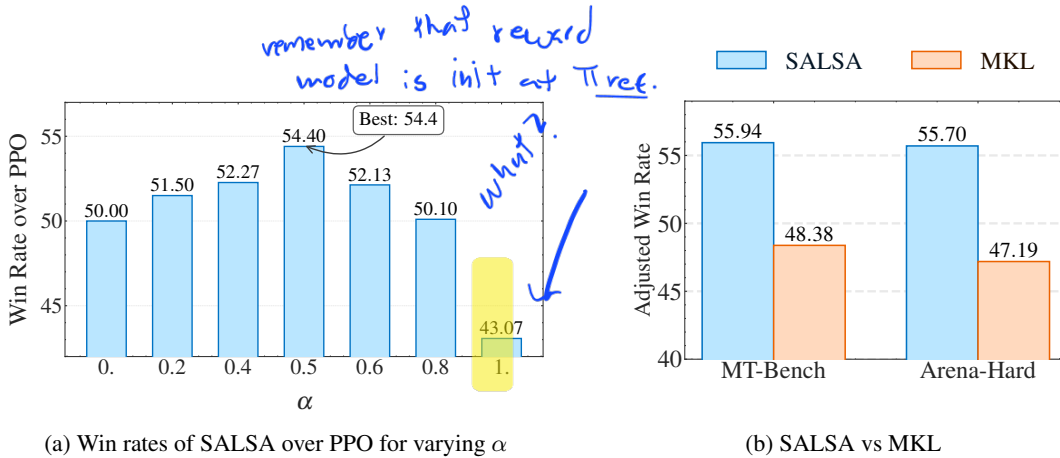 remember that reward
model is init at πref.
what?
SALSA
MKL
Win Rate over PPO
55
50
45
50.00
51.50
52.27
54.40
52.13
50.10
43.07
Best: 54.4
0.
0.2
0.4
0.5
0.6
0.8
1.
α
(a) Win rates of SALSA over PPO for varying α
Adjusted Win Rate
55
50
45
40
55.94
48.38
55.70
47.19
MT-Bench
Arena-Hard
(b) SALSA vs MKL